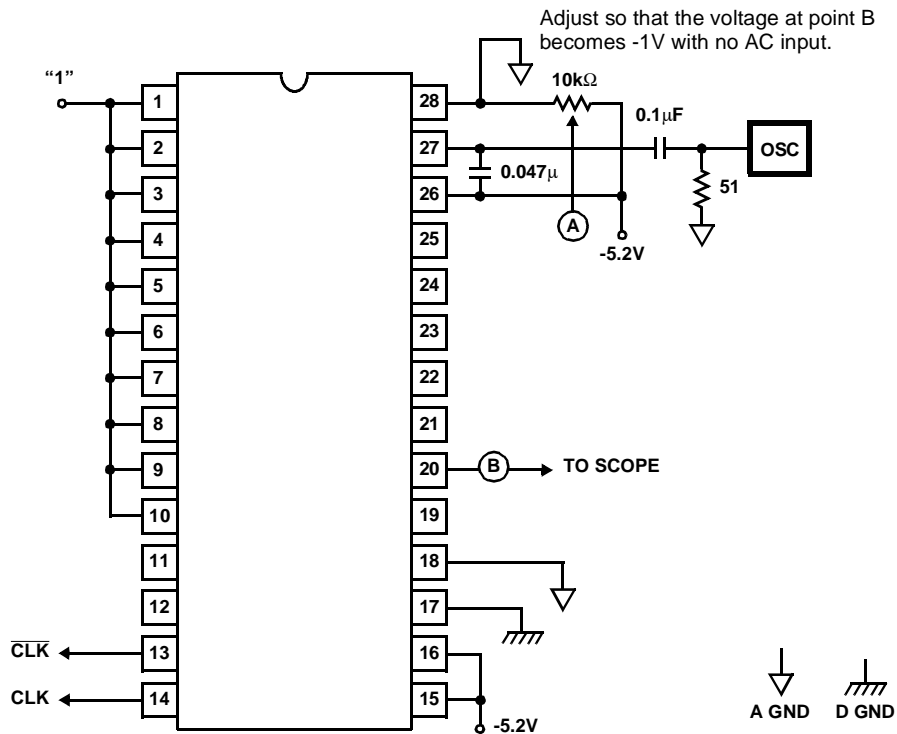 Adjust so that the voltage at point B
becomes -1V with no AC input.
“1”
10kΩ
0.1µF
OSC
51
0.047µ
A
-5.2V
1
2
3
4
5
6
7
8
9
10
11
12
13
14
28
27
26
25
24
23
22
21
20
19
18
17
16
15
B
TO SCOPE
CLK
CLK
-5.2V
A GND
D GND